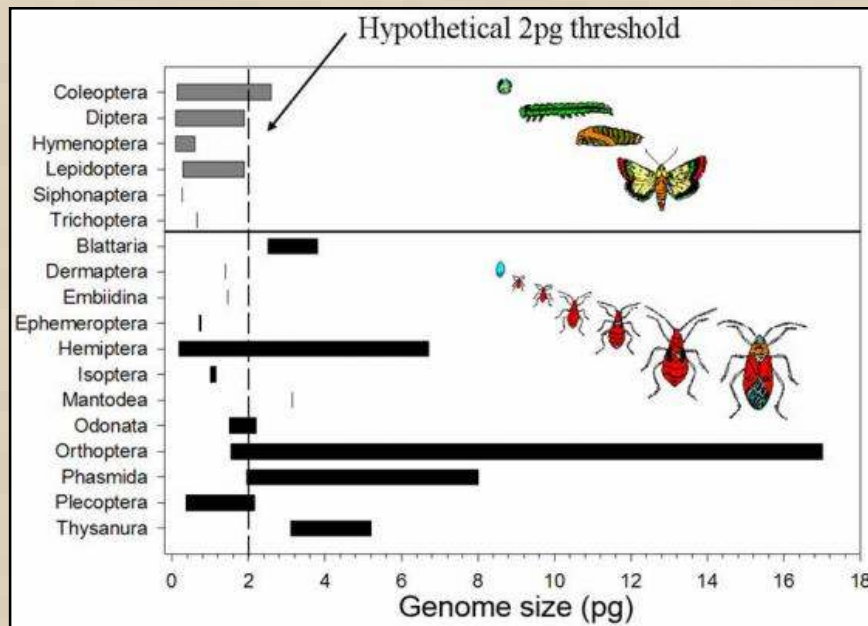 Hypothetical 2pg threshold
Coleoptera
Diptera
Hymenoptera
Lepidoptera
Siphonaptera
Trichoptera
Blattaria
Dermaptera
Embiidina
Ephemeroptera
Hemiptera
Isoptera
Mantodea
Odonata
Orthoptera
Phasmida
Plecoptera
Thysanura
0 2 4 6 8 10 12 14 16 18
Genome size (pg)